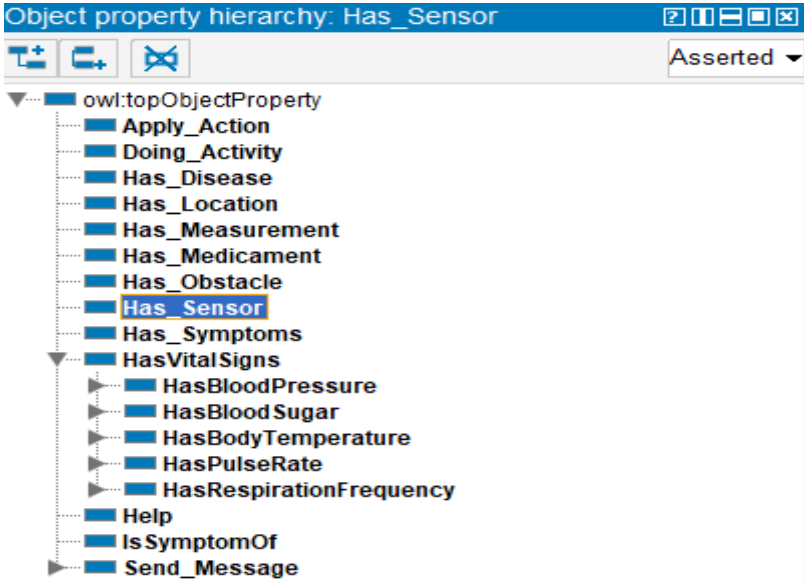 Object property hierarchy: Has_Sensor
Asserted
owl:topObjectProperty
Apply_Action
Doing_Activity
Has_Disease
Has_Location
Has_Measurement
Has_Medicament
Has_Obstacle
Has_Sensor
Has_Symptoms
HasVitalSigns
HasBloodPressure
HasBloodSugar
HasBodyTemperature
HasPulseRate
HasRespirationFrequency
Help
IsSymptomOf
Send_Message